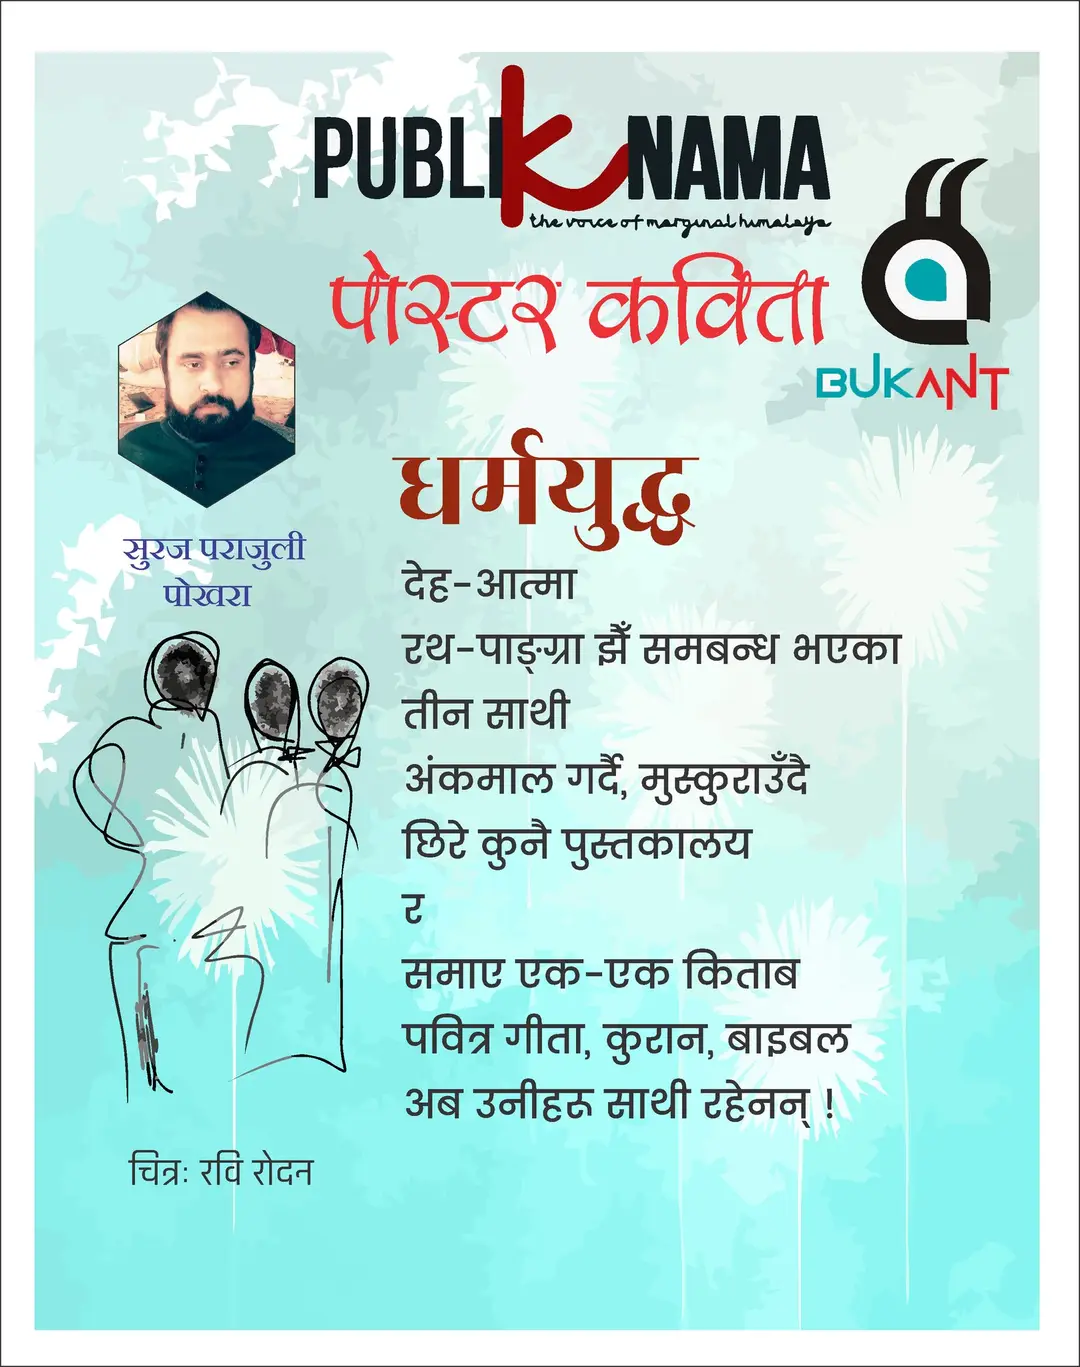 PUBLIKNAMA
the voice of marginal himalaya
पोस्टर कविता
BUKANT
सुरज पराजुली
पोखरा
धर्मयुद्ध
देह-आत्मा
रथ-पाङ्ग्रा झैँ समबन्ध भएका
तीन साथी
अंकमाल गर्दै, मुस्कुराउँदै
छिरे कुनै पुस्तकालय
र
समाए एक-एक किताब
पवित्र गीता, कुरान, बाइबल
अब उनीहरू साथी रहेनन् !
चित्रः रवि रोदन